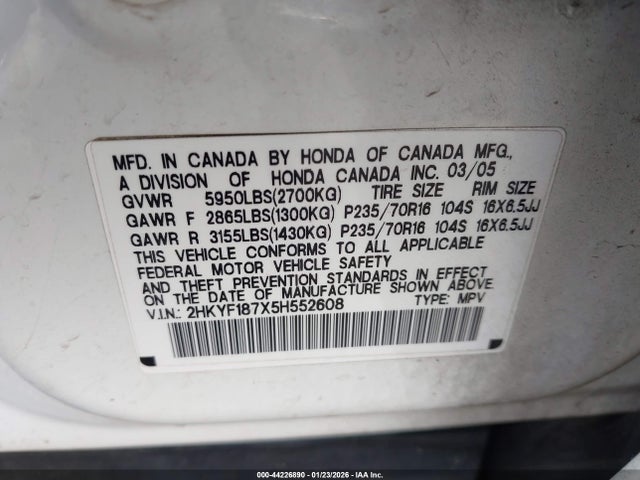 MFD. IN CANADA BY HONDA OF CANADA MFG.,
A DIVISION OF HONDA CANADA INC. 03/05
GVWR 5950LBS(2700KG) TIRE SIZE RIM SIZE
GAWR F 2865LBS(1300KG) P235/70R16 104S 16X6.5JJ
GAWR R 3155LBS(1430KG) P235/70R16 104S 16X6.5JJ
THIS VEHICLE CONFORMS TO ALL APPLICABLE
FEDERAL MOTOR VEHICLE SAFETY
AND THEFT PREVENTION STANDARDS IN EFFECT
ON THE DATE OF MANUFACTURE SHOWN ABOVE.
V.I.N.: 2HKYF187X5H552608 TYPE: MPV
000-44226890 - 01/23/2026 - IAA Inc.